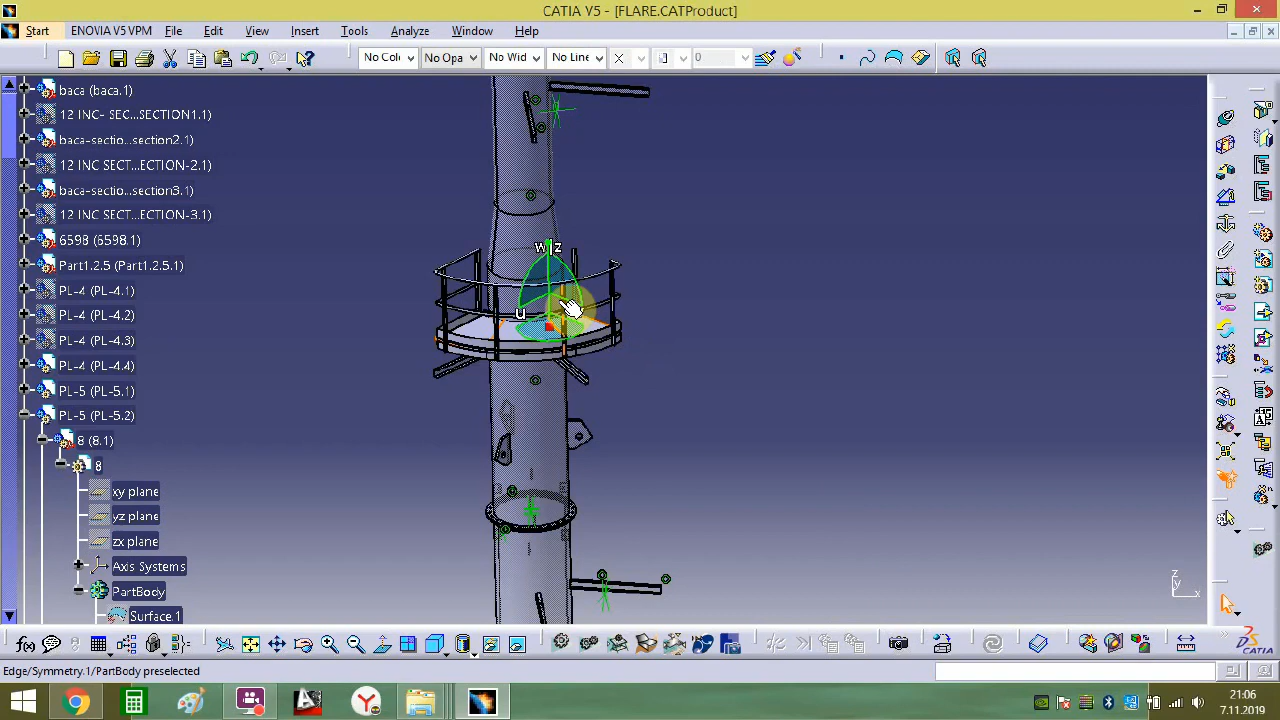 CATIA V5 - [FLARE.CATProduct]
Start ENOVIA V5 VPM File Edit View Insert Tools Analyze Window Help
No Col No Opa No Wid No Line 0
baca (baca.1)
12 INC- SEC...SECTION1.1)
baca-sectio...section2.1)
12 INC SECT...ECTION-2.1)
baca-sectio...section3.1)
12 INC SECT...ECTION-3.1)
6598 (6598.1)
Part1.2.5 (Part1.2.5.1)
PL-4 (PL-4.1)
PL-4 (PL-4.2)
PL-4 (PL-4.3)
PL-4 (PL-4.4)
PL-5 (PL-5.1)
PL-5 (PL-5.2)
8 (8.1)
8
xy plane
yz plane
zx plane
Axis Systems
PartBody
Surface.1
w|z
u
z
y
x
CATIA
Edge/Symmetry.1/PartBody preselected
21:06
7.11.2019